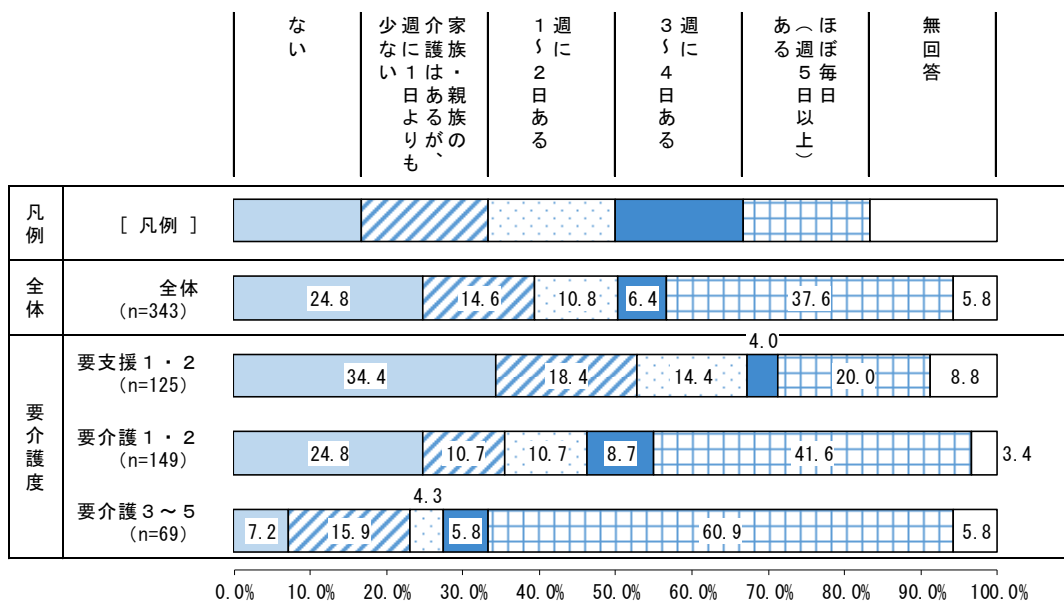 ない
家族・親族の
介護はあるが、
週に１日よりも
少ない
週に
１～２日ある
週に
３～４日ある
ほぼ毎日
（週５日以上）
ある
無回答
凡例
[ 凡例 ]
全体
全体
(n=343)
24.8
14.6
10.8
6.4
37.6
5.8
要介護度
要支援１・２
(n=125)
34.4
18.4
14.4
4.0
20.0
8.8
要介護１・２
(n=149)
24.8
10.7
10.7
8.7
41.6
3.4
要介護３～５
(n=69)
7.2
15.9
4.3
5.8
60.9
5.8
0.0% 10.0% 20.0% 30.0% 40.0% 50.0% 60.0% 70.0% 80.0% 90.0% 100.0%